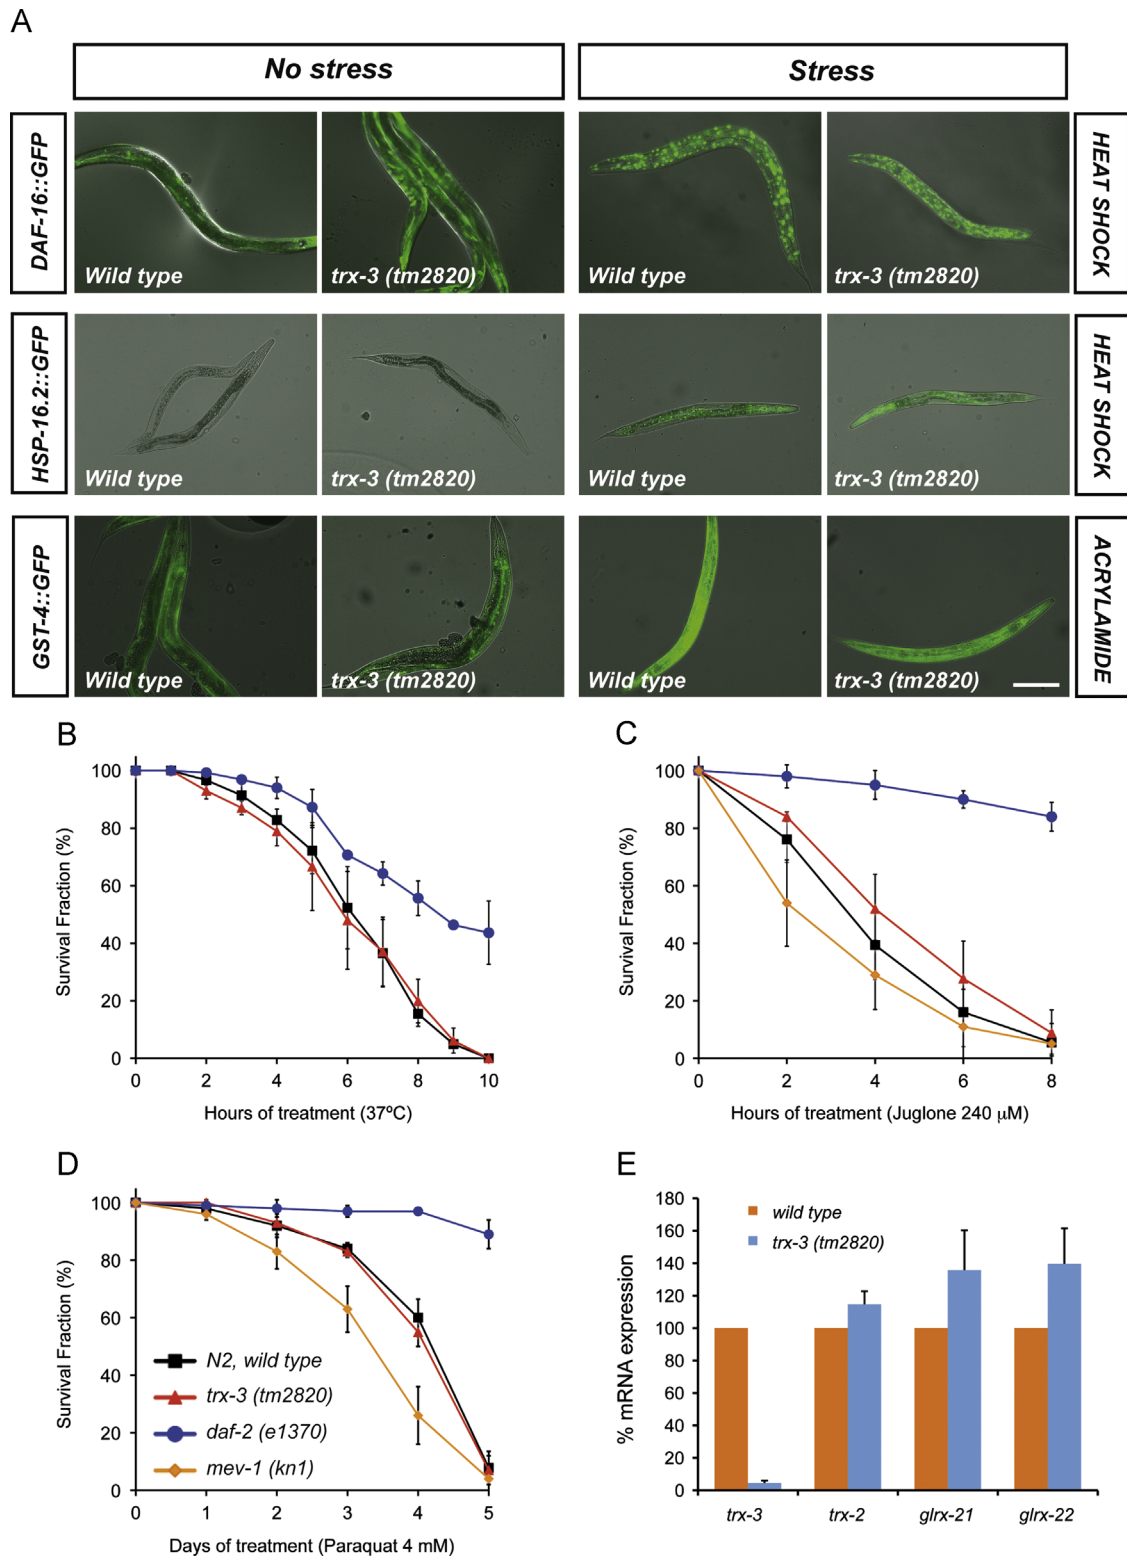 A
No stress
Stress
DAF-16::GFP
Wild type
trx-3 (tm2820)
Wild type
trx-3 (tm2820)
HEAT SHOCK
HSP-16.2::GFP
Wild type
trx-3 (tm2820)
Wild type
trx-3 (tm2820)
HEAT SHOCK
GST-4::GFP
Wild type
trx-3 (tm2820)
Wild type
trx-3 (tm2820)
ACRYLAMIDE
B
Survival Fraction (%)
100
80
60
40
20
0
0 2 4 6 8 10
Hours of treatment (37ºC)
C
Survival Fraction (%)
100
80
60
40
20
0
0 2 4 6 8
Hours of treatment (Juglone 240 μM)
D
Survival Fraction (%)
100
80
60
40
20
0
N2, wild type
trx-3 (tm2820)
daf-2 (e1370)
mev-1 (kn1)
0 1 2 3 4 5
Days of treatment (Paraquat 4 mM)
E
% mRNA expression
180
160
140
120
100
80
60
40
20
0
wild type
trx-3 (tm2820)
trx-3 trx-2 glrx-21 glrx-22